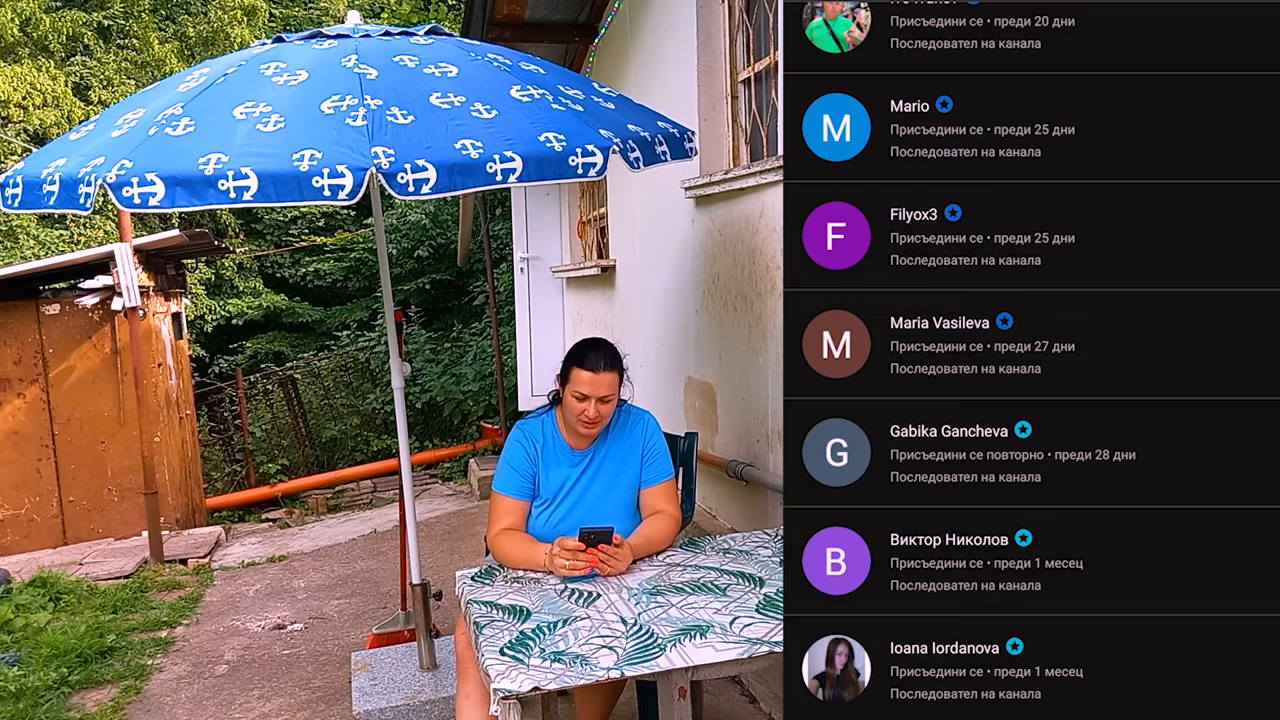 Присъедини се • преди 20 дни
Последовател на канала
M
Mario
Присъедини се • преди 25 дни
Последовател на канала
F
Filyox3
Присъедини се • преди 25 дни
Последовател на канала
M
Maria Vasileva
Присъедини се • преди 27 дни
Последовател на канала
G
Gabika Gancheva
Присъедини се повторно • преди 28 дни
Последовател на канала
В
Виктор Николов
Присъедини се • преди 1 месец
Последовател на канала
Ioana Iordanova
Присъедини се • преди 1 месец
Последовател на канала